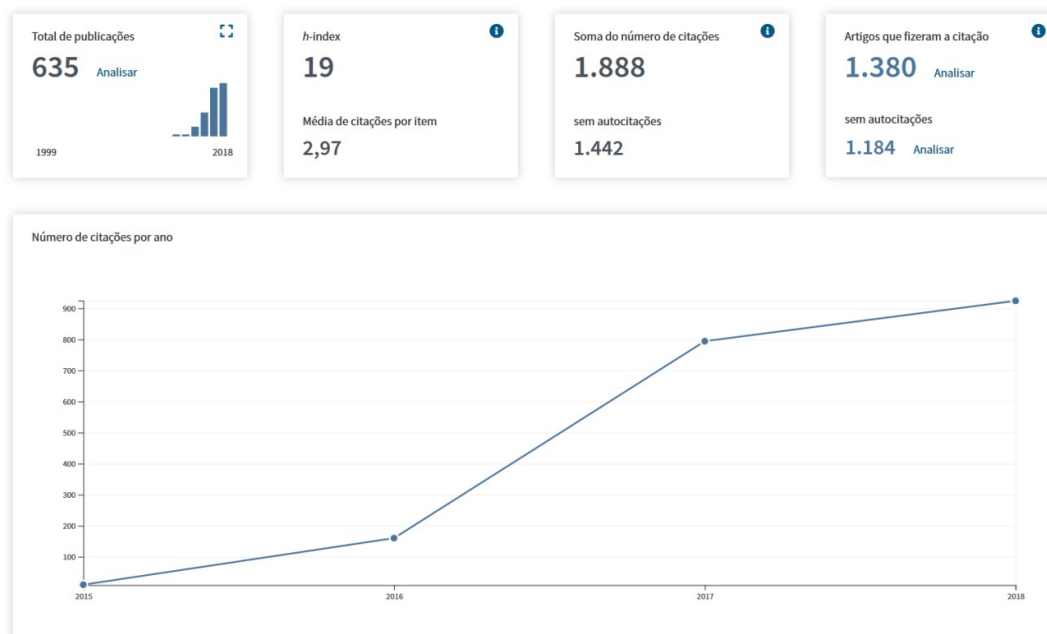 Total de publicações
635 Analisar
1999 2018
h-index
19
Média de citações por item
2,97
Soma do número de citações
1.888
sem autocitações
1.442
Artigos que fizeram a citação
1.380 Analisar
sem autocitações
1.184 Analisar
Número de citações por ano
900
800
700
600
500
400
300
200
100
2015 2016 2017 2018